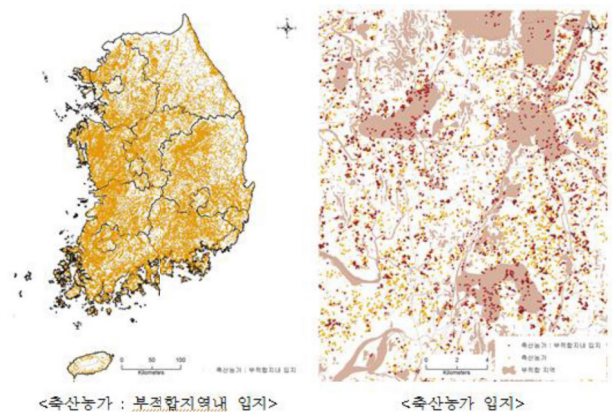 0 50 100
Kilometers
축산농가 : 부적합지내 입지
0 2 4
Kilometers
축산농가 : 부적합지내 입지
축산농가
부적합 지역
<축산농가 : 부적합지역내 입지>
<축산농가 입지>